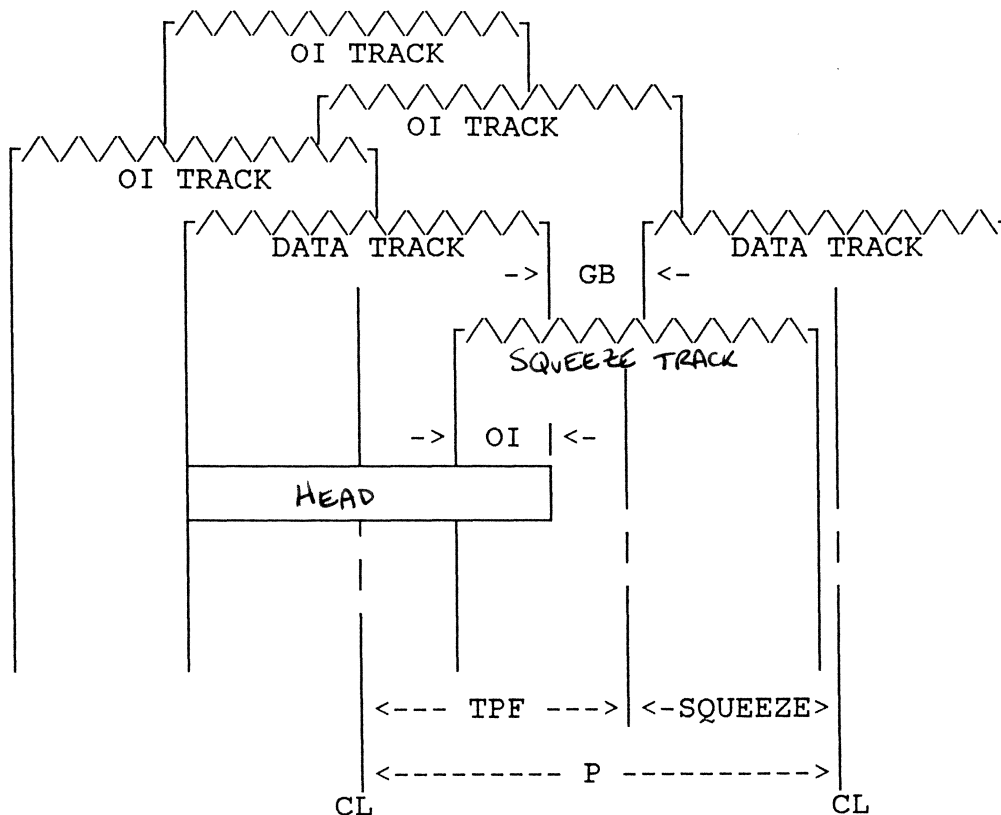 OI TRACK
OI TRACK
OI TRACK
DATA TRACK DATA TRACK
-> GB <-
SQUEEZE TRACK
-> OI <-
HEAD
<--- TPF ---> <-SQUEEZE>
<--------- P --------->
CL CL